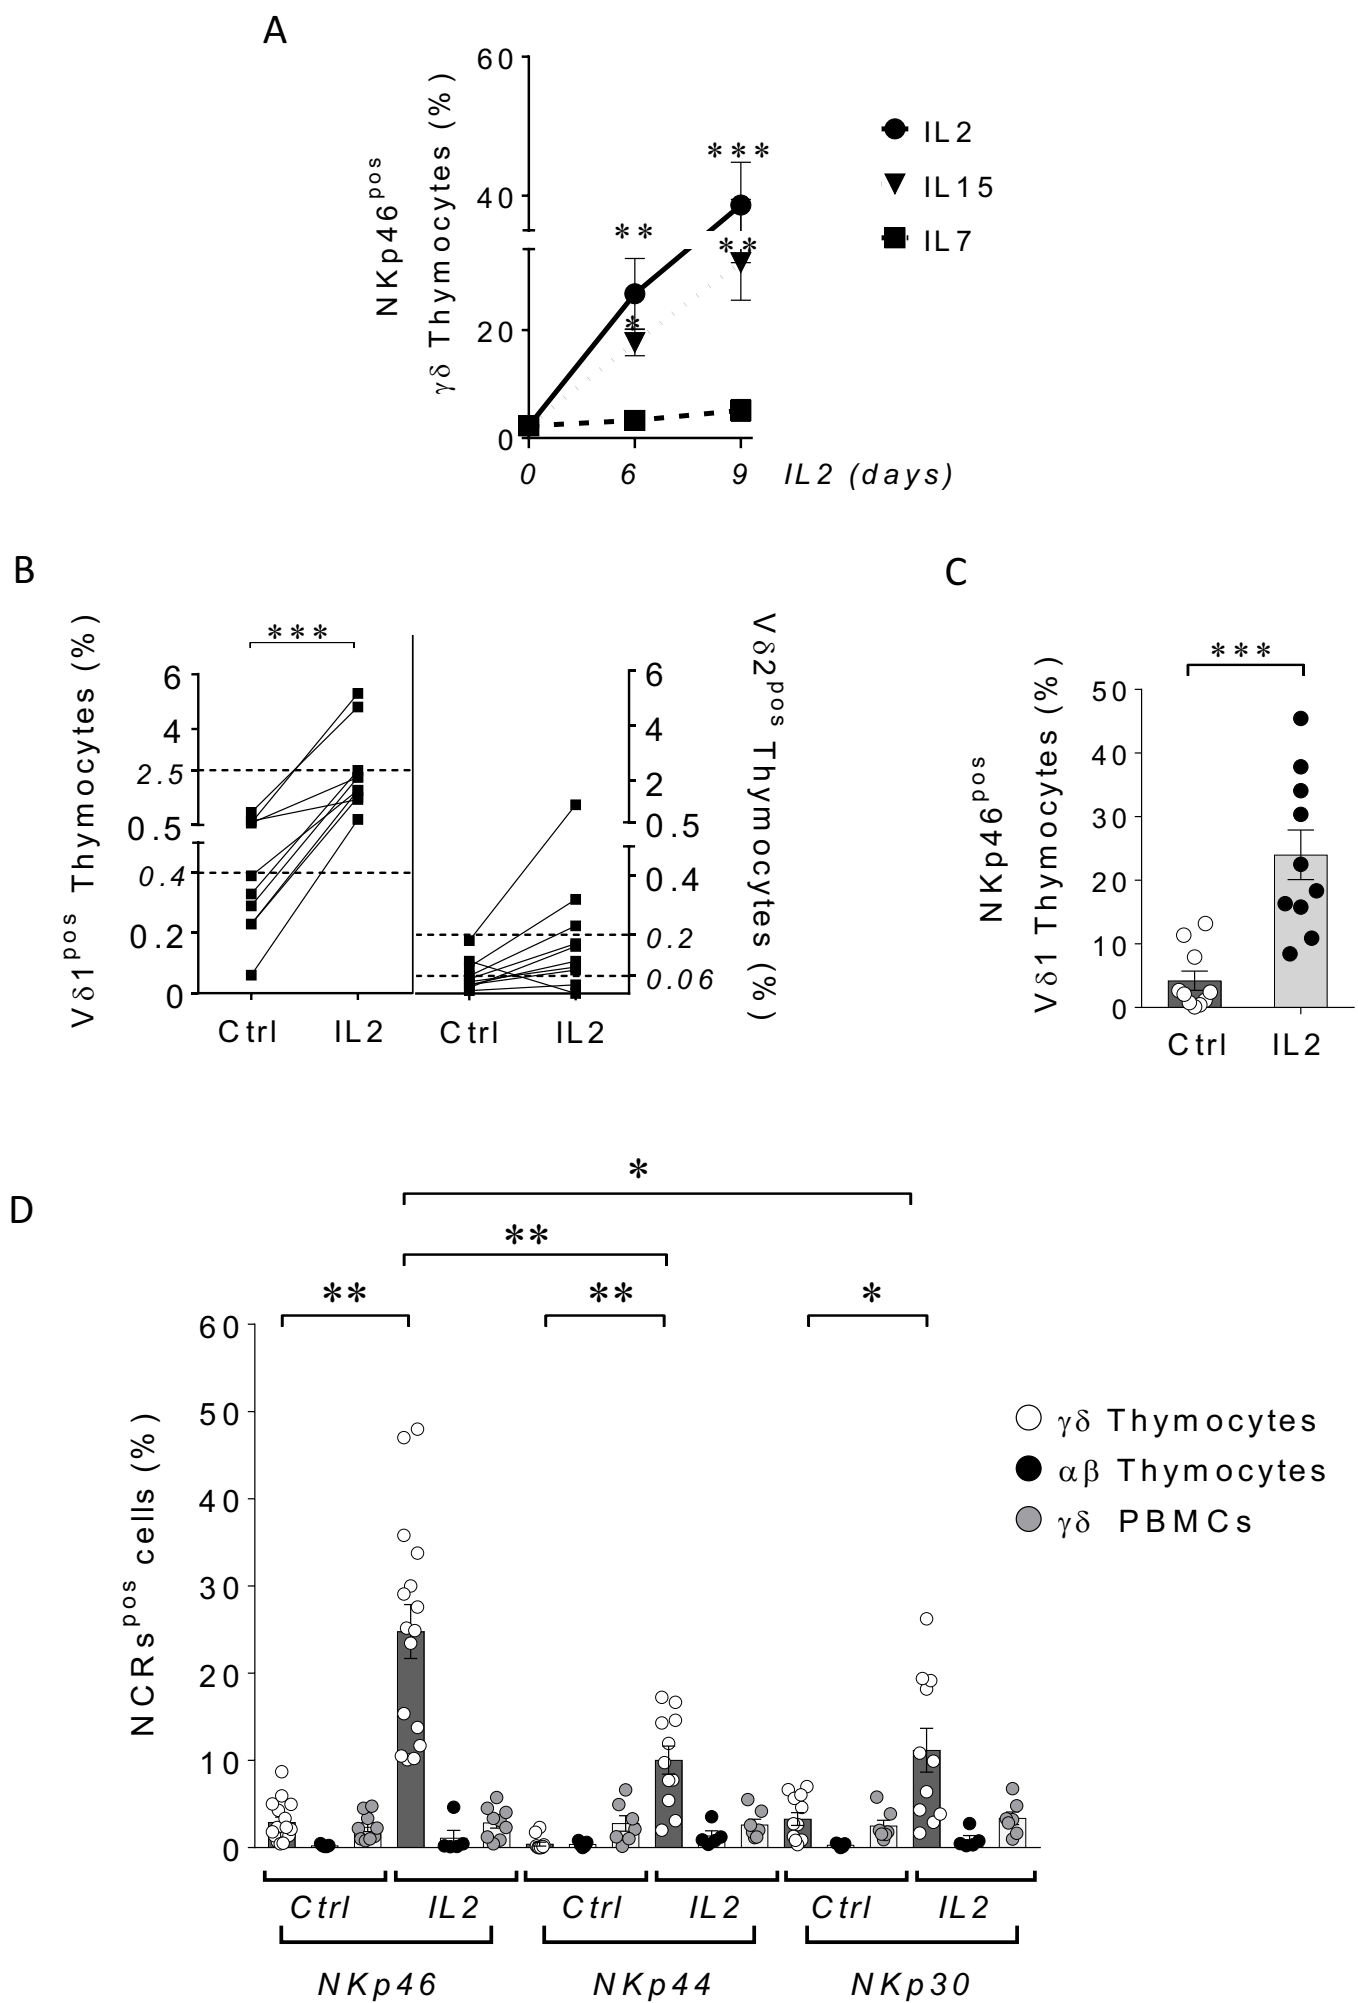 A
NKp46pos
γδ Thymocytes (%)
60
40
20
0
***
**
**
*
0 6 9 IL2 (days)
IL2
IL15
IL7
B
Vδ1pos Thymocytes (%)
***
6
4
2.5
0.5
0.4
0.2
0
Ctrl IL2
6
4
2
0.5
0.4
0.2
0.06
Ctrl IL2
Vδ2pos Thymocytes (%)
C
NKp46pos
Vδ1 Thymocytes (%)
***
50
40
30
20
10
0
Ctrl IL2
D
*
**
** ** *
NCRspos cells (%)
60
50
40
30
20
10
0
γδ Thymocytes
αβ Thymocytes
γδ PBMCs
Ctrl IL2 Ctrl IL2 Ctrl IL2
NKp46 NKp44 NKp30